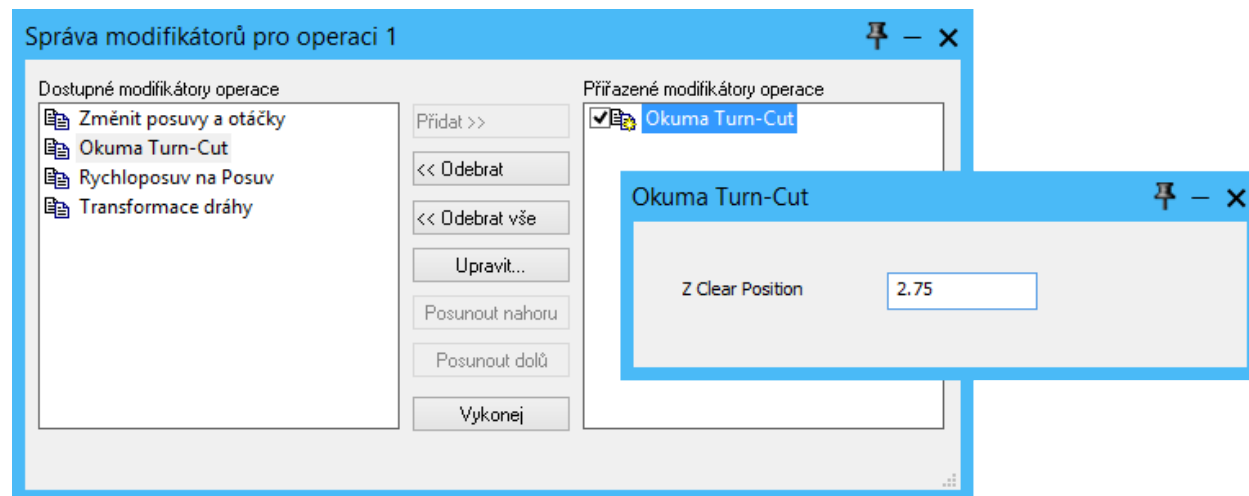 Správa modifikátorů pro operaci 1
Dostupné modifikátory operace
Změnit posuvy a otáčky
Okuma Turn-Cut
Rychloposuv na Posuv
Transformace dráhy
Přidat >>
<< Odebrat
<< Odebrat vše
Upravit...
Posunout nahoru
Posunout dolů
Vykonej
Přiřazené modifikátory operace
Okuma Turn-Cut
Okuma Turn-Cut
Z Clear Position
2.75